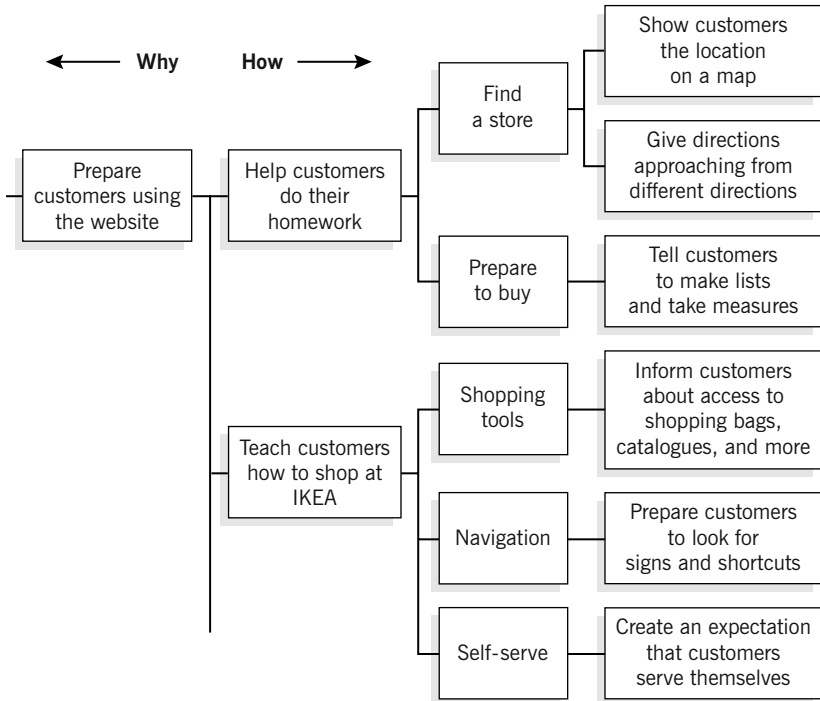 Why How
Prepare
customers using
the website
Help customers
do their
homework
Find
a store
Show customers
the location
on a map
Give directions
approaching from
different directions
Prepare
to buy
Tell customers
to make lists
and take measures
Teach customers
how to shop at
IKEA
Shopping
tools
Inform customers
about access to
shopping bags,
catalogues, and more
Navigation
Prepare customers
to look for
signs and shortcuts
Self-serve
Create an expectation
that customers
serve themselves